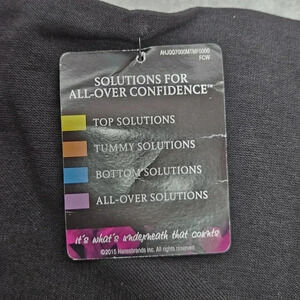 FCW
SOLUTIONS FOR
ALL-OVER CONFIDENCE™
TOP SOLUTIONS
TUMMY SOLUTIONS
BOTTOM SOLUTIONS
ALL-OVER SOLUTIONS
it's what's underneath that counts
©2015 Hanesbrands Inc. All rights reserved.